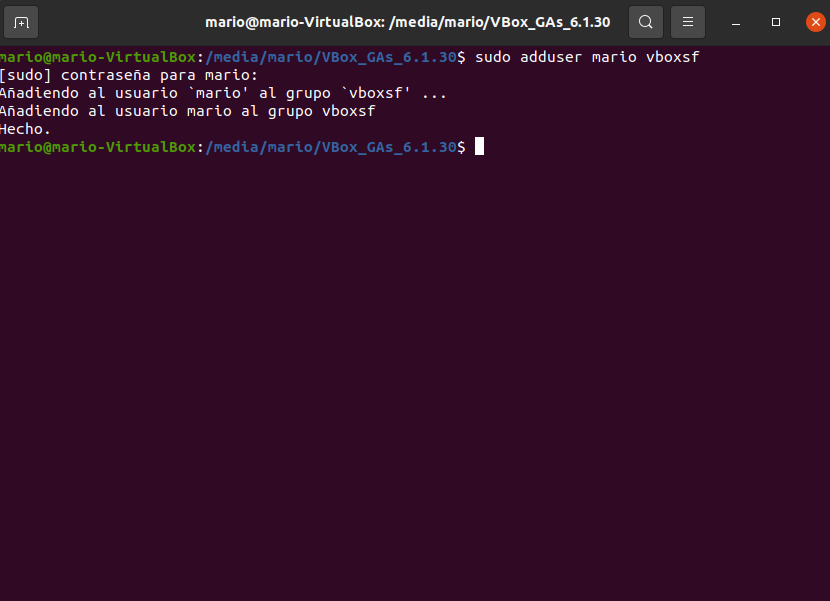 mario@mario-VirtualBox: /media/mario/VBox_GAs_6.1.30
mario@mario-VirtualBox:/media/mario/VBox_GAs_6.1.30$ sudo adduser mario vboxsf
[sudo] contraseña para mario:
Añadiendo al usuario `mario' al grupo `vboxsf' ...
Añadiendo al usuario mario al grupo vboxsf
Hecho.
mario@mario-VirtualBox:/media/mario/VBox_GAs_6.1.30$